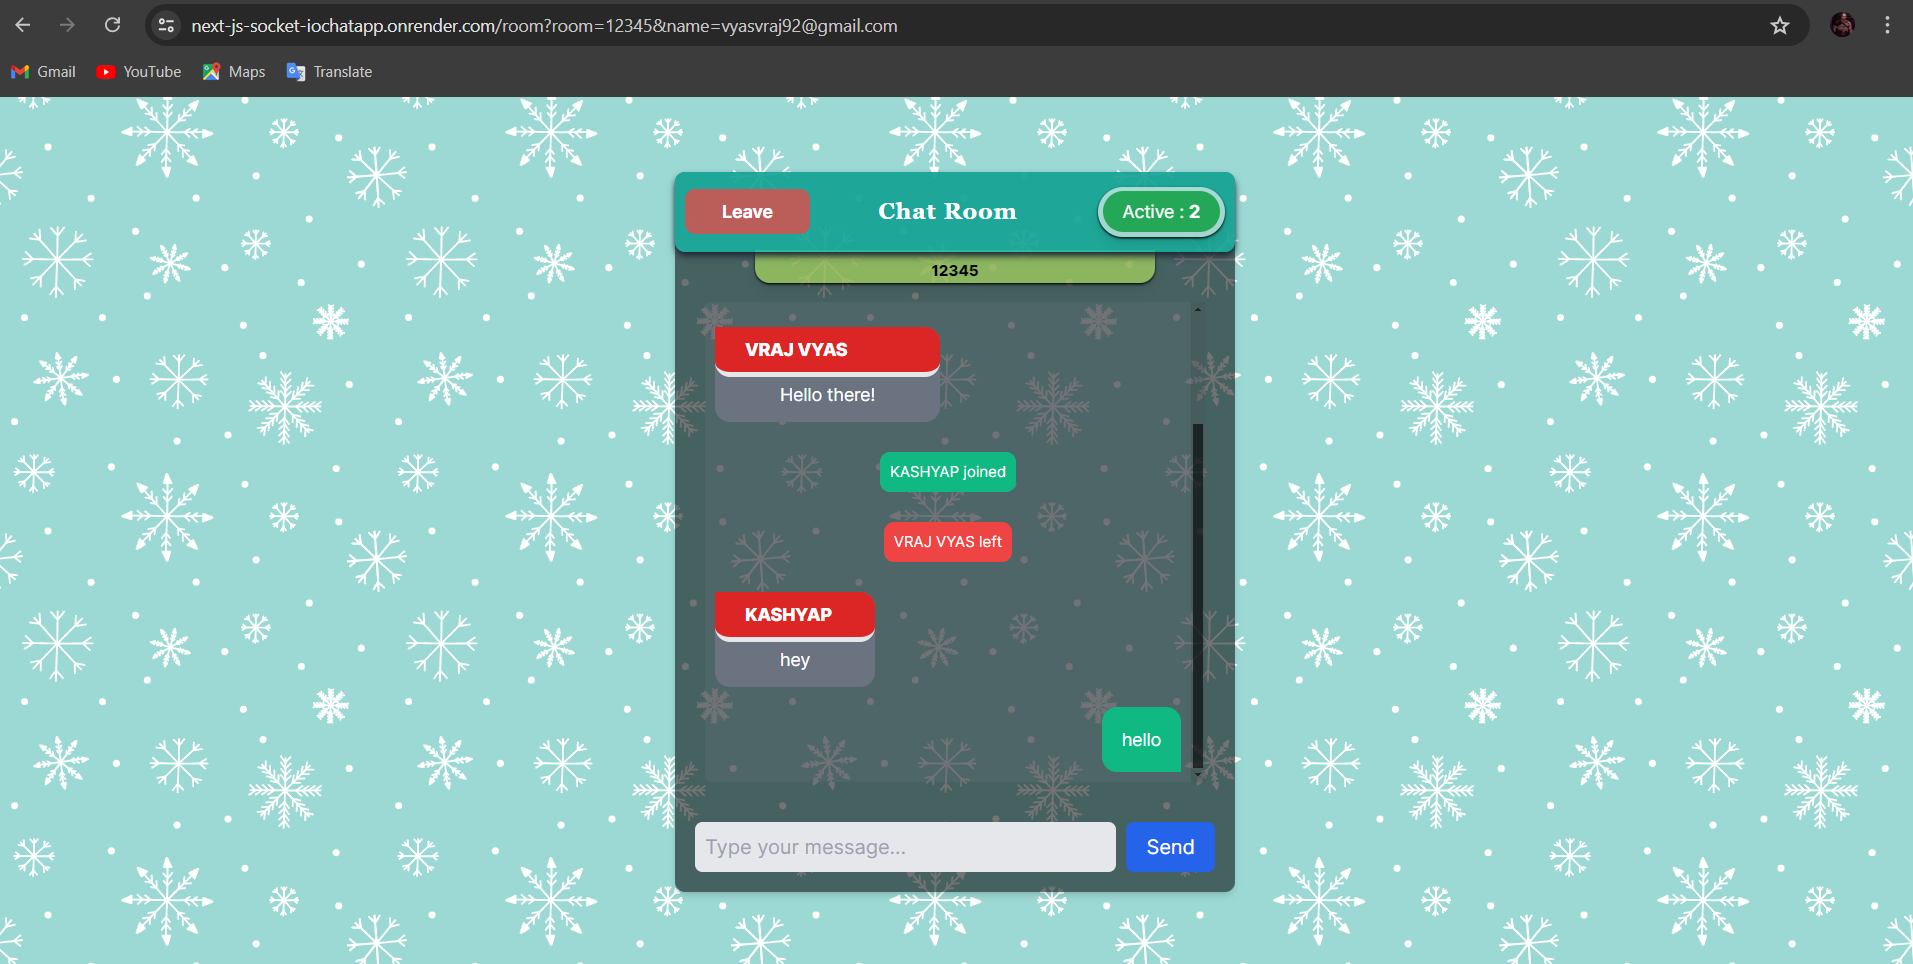 next-js-socket-iochatapp.onrender.com/room?room=12345&name=vyasvraj92@gmail.com
Gmail YouTube Maps Translate
Leave Chat Room Active : 2
12345
VRAJ VYAS
Hello there!
KASHYAP joined
VRAJ VYAS left
KASHYAP
hey
hello
Type your message... Send